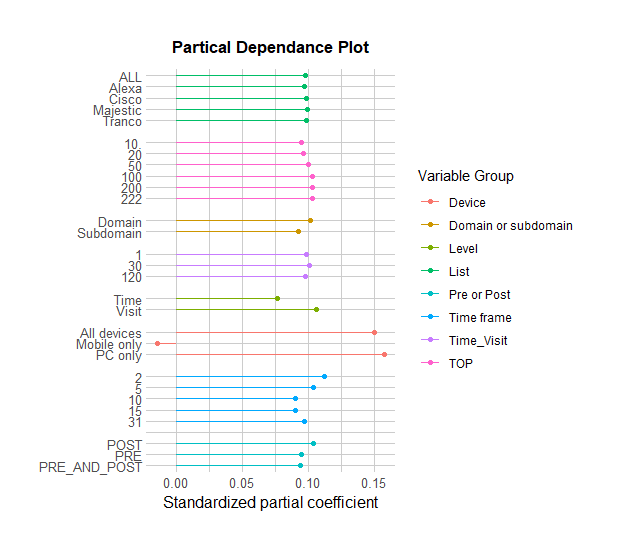 Partical Dependance Plot
ALL
Alexa
Cisco
Majestic
Tranco
10
20
50
100
200
222
Domain
Subdomain
1
30
120
Time
Visit
All devices
Mobile only
PC only
2
5
10
15
31
POST
PRE
PRE_AND_POST
0.00 0.05 0.10 0.15
Standardized partial coefficient
Variable Group
Device
Domain or subdomain
Level
List
Pre or Post
Time frame
Time_Visit
TOP